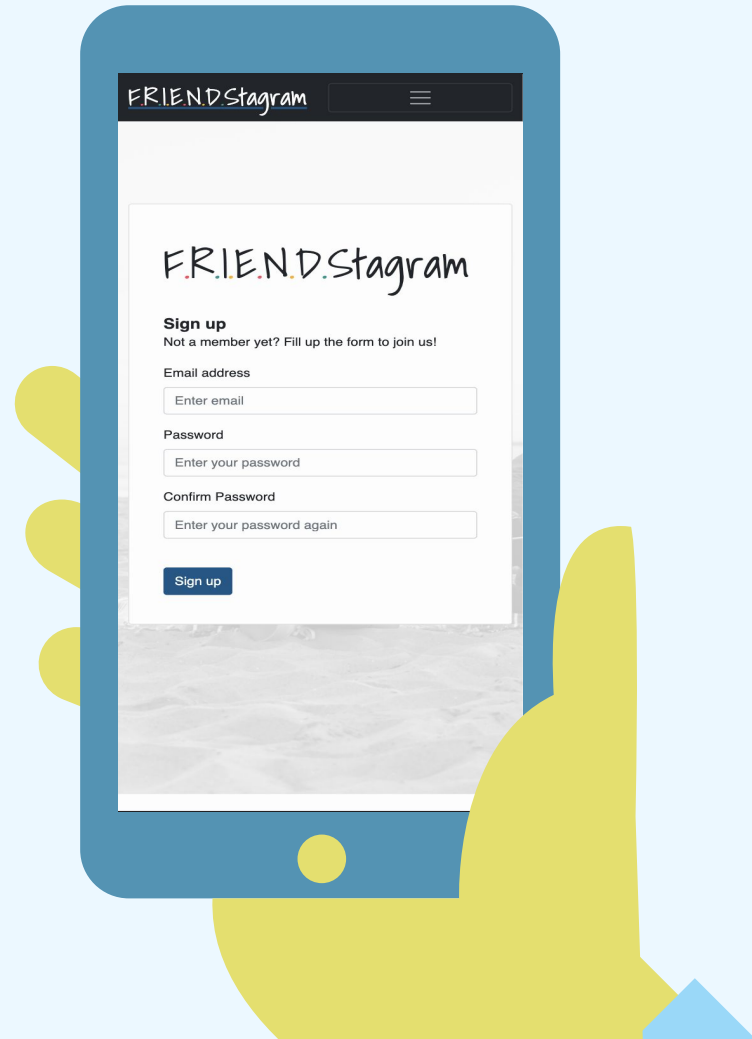 F.R.I.E.N.D.Stagram
F.R.I.E.N.D.Stagram
Sign up
Not a member yet? Fill up the form to join us!
Email address
Enter email
Password
Enter your password
Confirm Password
Enter your password again
Sign up